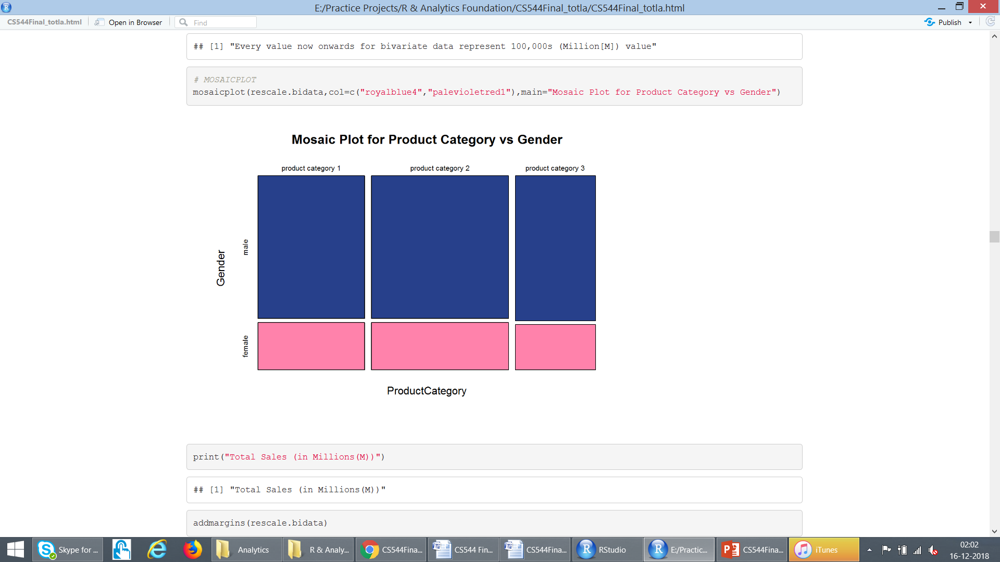 E:/Practice Projects/R & Analytics Foundation/CS544Final_totla/CS544Final_totla.html
CS544Final_totla.html
Open in Browser
Find
Publish
## [1] "Every value now onwards for bivariate data represent 100,000s (Million[M]) value"
# MOSAICPLOT
mosaicplot(rescale.bidata,col=c("royalblue4","palevioletred1"),main="Mosaic Plot for Product Category vs Gender")
Mosaic Plot for Product Category vs Gender
product category 1
product category 2
product category 3
Gender
male
female
ProductCategory
print("Total Sales (in Millions(M))")
## [1] "Total Sales (in Millions(M))"
addmargins(rescale.bidata)
Skype for ...
Analytics
R & Analy...
CS544Fina...
CS544 Fin...
CS544Fina...
RStudio
E:/Practic...
CS544Fina...
iTunes
02:02
16-12-2018